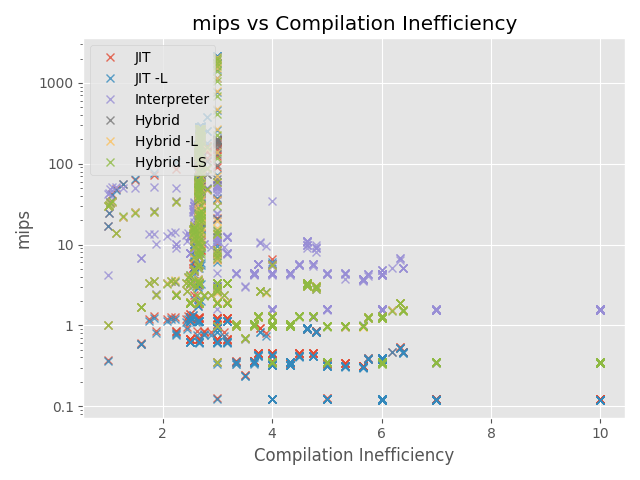 mips vs Compilation Inefficiency
JIT
JIT -L
Interpreter
Hybrid
Hybrid -L
Hybrid -LS
1000
100
10
1
0.1
mips
2 4 6 8 10
Compilation Inefficiency